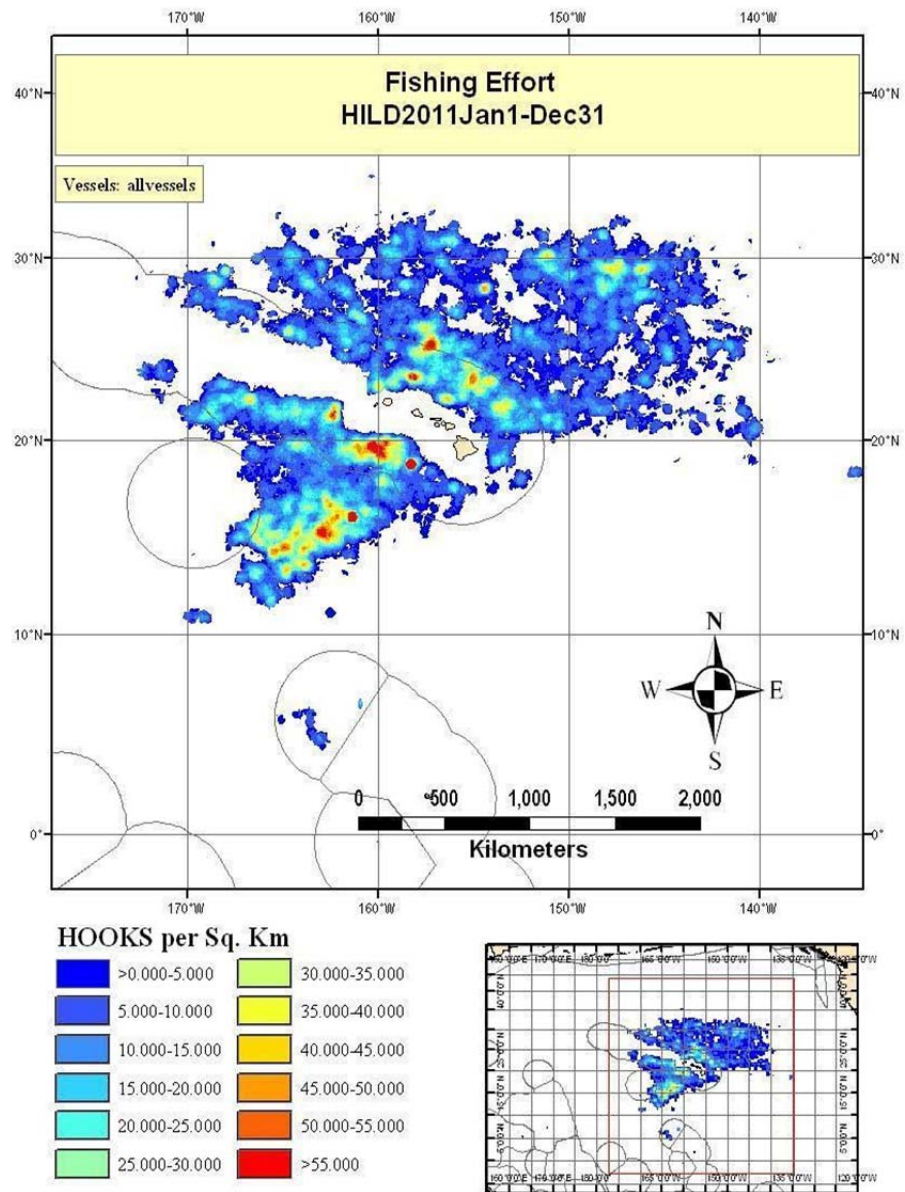 170°W 160°W 150°W 140°W
Fishing Effort
HILD2011Jan1-Dec31
40°N 40°N
Vessels: allvessels
30°N 30°N
20°N 20°N
10°N 10°N
N
W E
S
0 500 1,000 1,500 2,000
0° 0°
Kilometers
170°W 160°W 150°W 140°W
HOOKS per Sq. Km
>0.000-5.000
5.000-10.000
10.000-15.000
15.000-20.000
20.000-25.000
25.000-30.000
30.000-35.000
35.000-40.000
40.000-45.000
45.000-50.000
50.000-55.000
>55.000